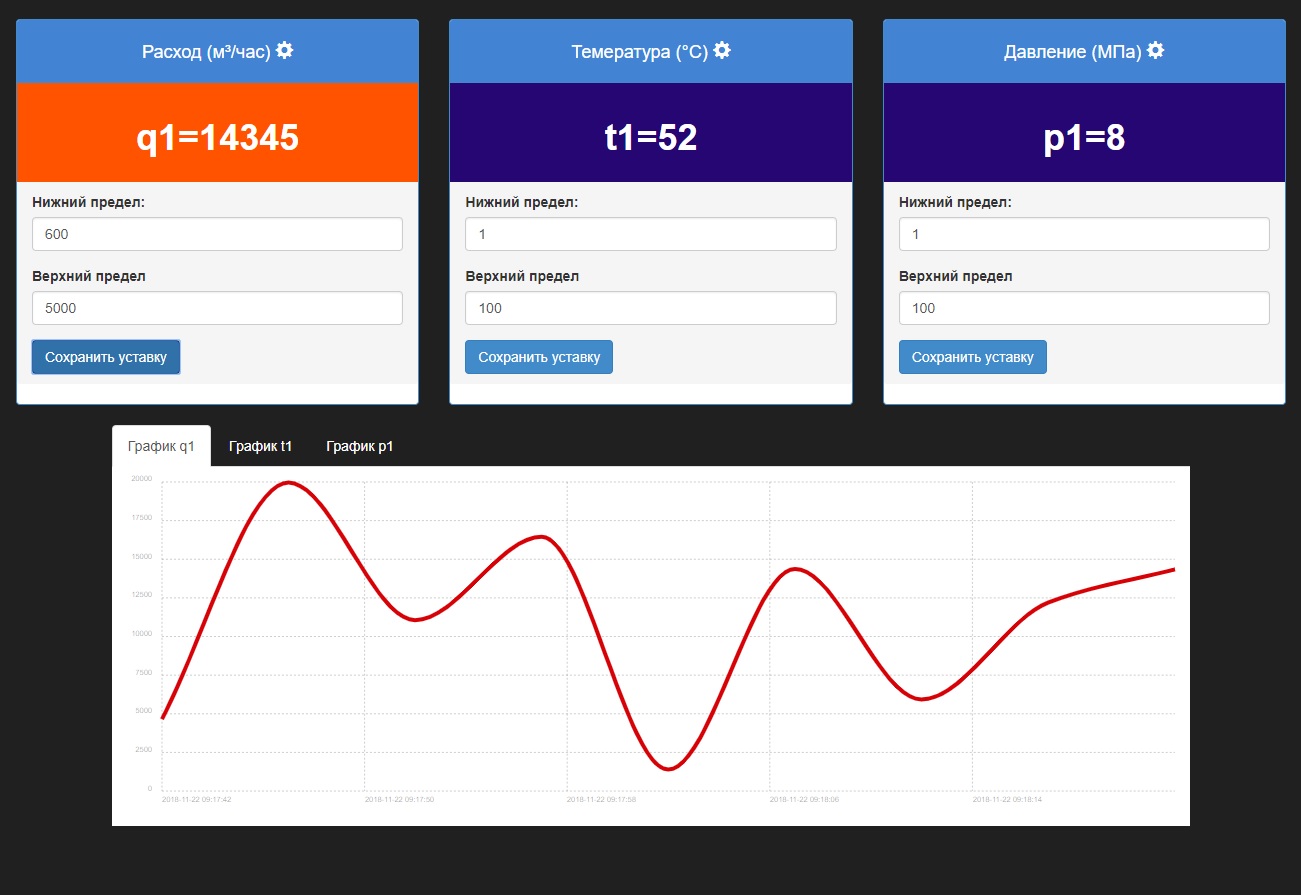 Расход (м³/час)
Темература (°C)
Давление (МПа)
q1=14345
t1=52
p1=8
Нижний предел:
600
Верхний предел
5000
Сохранить уставку
Нижний предел:
1
Верхний предел
100
Сохранить уставку
Нижний предел:
1
Верхний предел
100
Сохранить уставку
График q1
График t1
График p1
20000
17500
15000
12500
10000
7500
5000
2500
0
2018-11-22 09:17:42
2018-11-22 09:17:50
2018-11-22 09:17:58
2018-11-22 09:18:06
2018-11-22 09:18:14